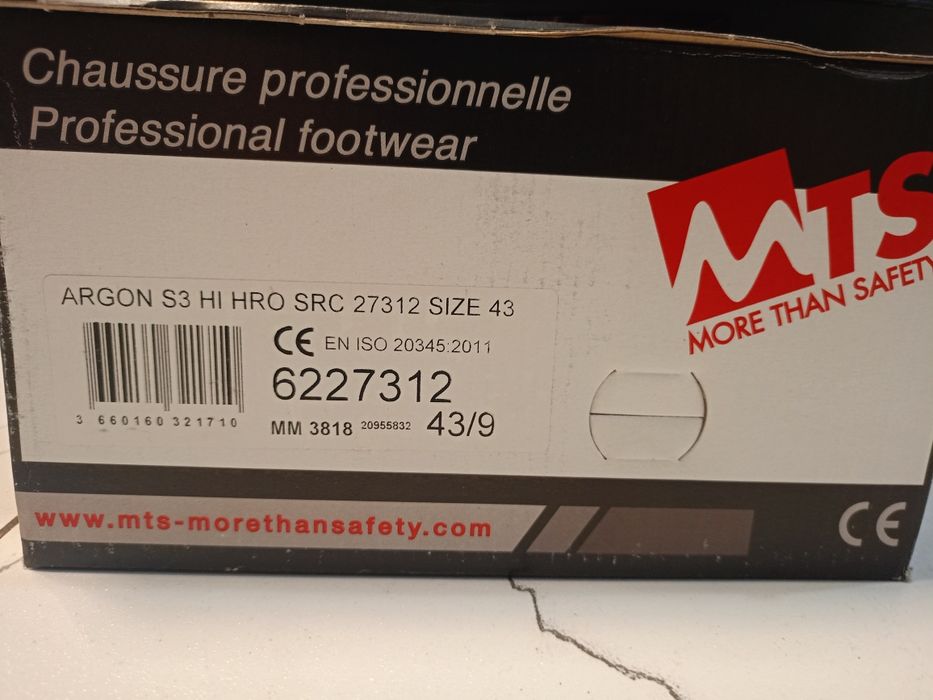 Chaussure professionnelle
Professional footwear
MTS
MORE THAN SAFETY
ARGON S3 HI HRO SRC 27312 SIZE 43
CE EN ISO 20345:2011
6227312
3 660160 321710
MM 3818 20955832 43/9
www.mts-morethansafety.com
CE